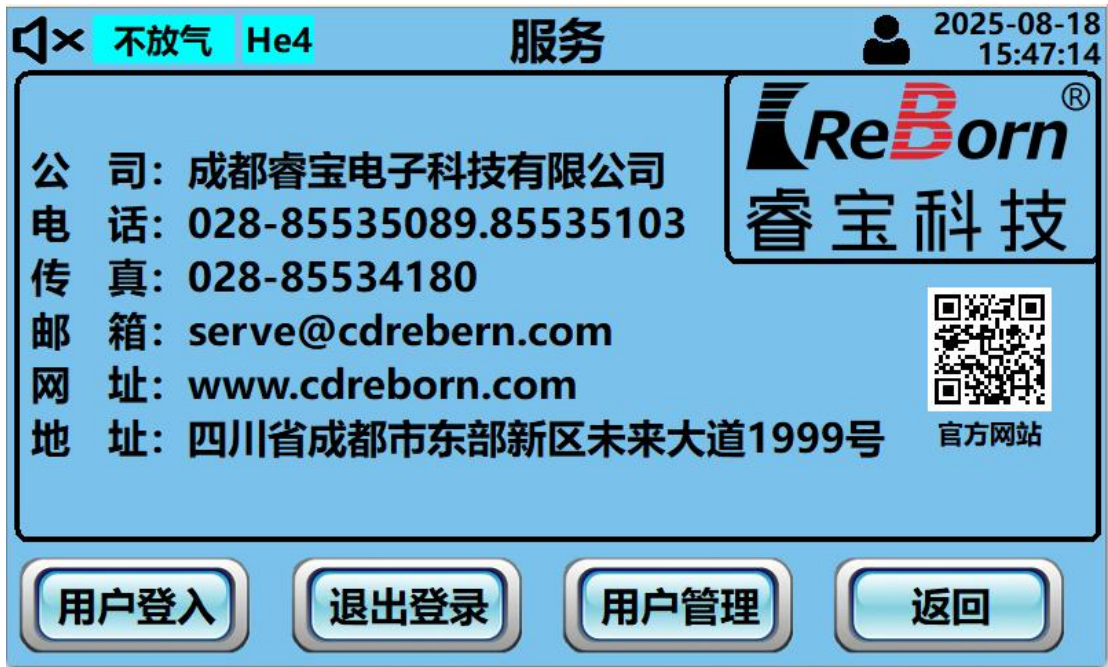 不放气 He4 服务 2025-08-18
15:47:14
ReBorn®
睿宝科技
公 司：成都睿宝电子科技有限公司
电 话：028-85535089.85535103
传 真：028-85534180
邮 箱：serve@cdrebern.com
网 址：www.cdreborn.com
地 址：四川省成都市东部新区未来大道1999号
官方网站
用户登入 退出登录 用户管理 返回